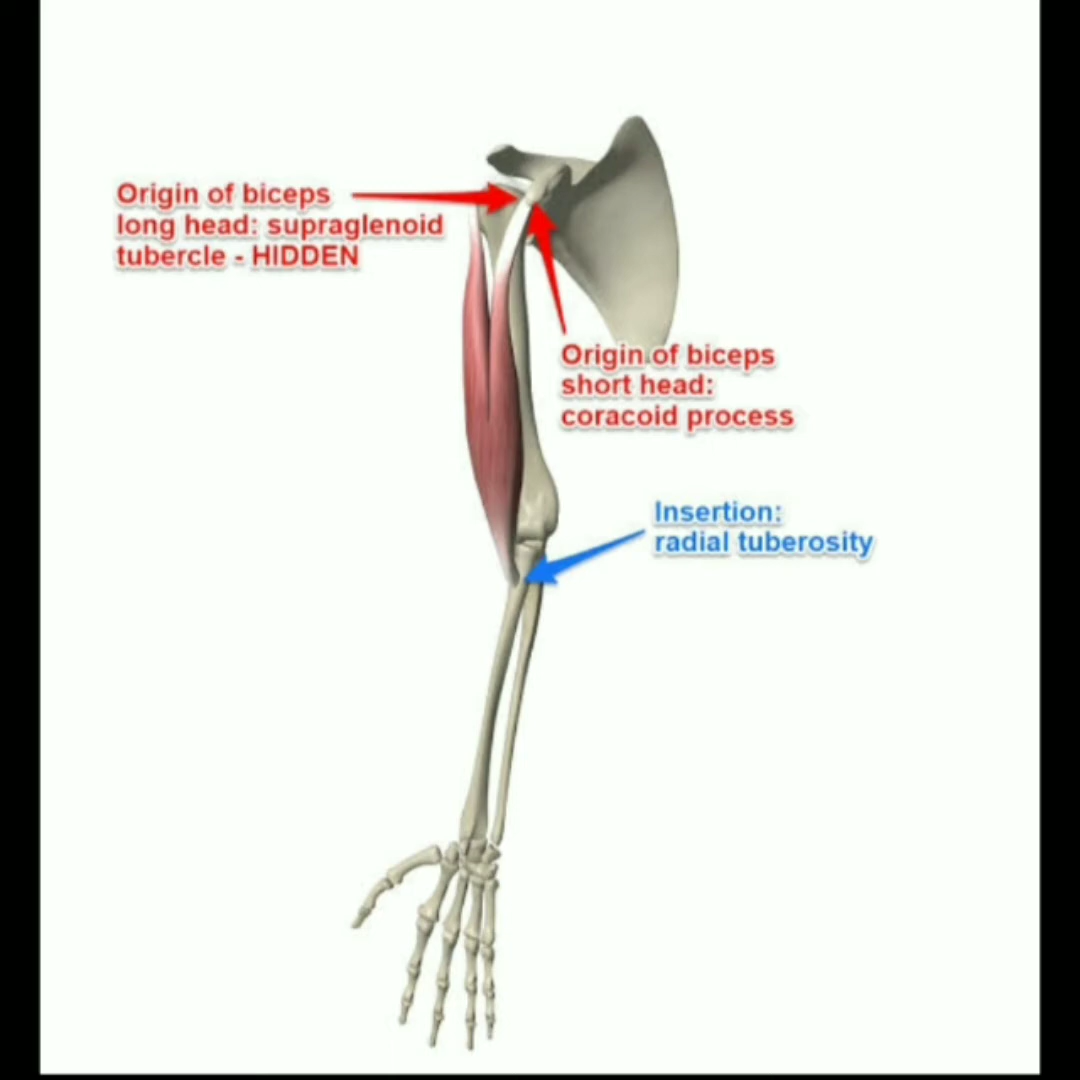 Origin of biceps
long head: supraglenoid
tubercle - HIDDEN
Origin of biceps
short head:
coracoid process
Insertion:
radial tuberosity